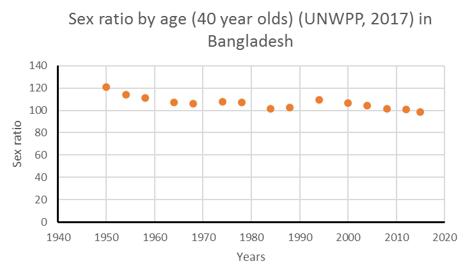 Sex ratio by age (40 year olds) (UNWPP, 2017) in
Bangladesh
140
120
100
80
60
40
20
0
Sex ratio
1940 1950 1960 1970 1980 1990 2000 2010 2020
Years